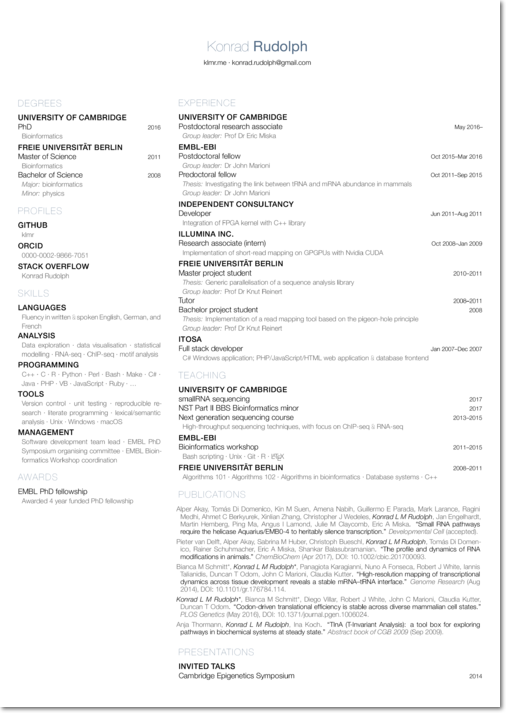 Konrad Rudolph
klmr.me · konrad.rudolph@gmail.com
DEGREES
UNIVERSITY OF CAMBRIDGE
PhD 2016
Bioinformatics
FREIE UNIVERSITÄT BERLIN
Master of Science 2011
Bioinformatics
Bachelor of Science 2008
Major: bioinformatics
Minor: physics
PROFILES
GITHUB
klmr
ORCID
0000-0002-9866-7051
STACK OVERFLOW
Konrad Rudolph
SKILLS
LANGUAGES
Fluency in written & spoken English, German, and
French
ANALYSIS
Data exploration · data visualisation · statistical
modelling · RNA-seq · ChIP-seq · motif analysis
PROGRAMMING
C++ · C · R · Python · Perl · Bash · Make · C# ·
Java · PHP · VB · JavaScript · Ruby · …
TOOLS
Version control · unit testing · reproducible re-
search · literate programming · lexical/semantic
analysis · Unix · Windows · macOS
MANAGEMENT
Software development team lead · EMBL PhD
Symposium organising committee · EMBL Bioin-
formatics Workshop coordination
AWARDS
EMBL PhD fellowship
Awarded 4 year funded PhD fellowship
EXPERIENCE
UNIVERSITY OF CAMBRIDGE
Postdoctoral research associate May 2016–
Group leader: Prof Dr Eric Miska
EMBL-EBI
Postdoctoral fellow Oct 2015–Mar 2016
Group leader: Dr John Marioni
Predoctoral fellow Oct 2011–Sep 2015
Thesis: Investigating the link between tRNA and mRNA abundance in mammals
Group leader: Dr John Marioni
INDEPENDENT CONSULTANCY
Developer Jun 2011–Aug 2011
Integration of FPGA kernel with C++ library
ILLUMINA INC.
Research associate (intern) Oct 2008–Jan 2009
Implementation of short-read mapping on GPGPUs with Nvidia CUDA
FREIE UNIVERSITÄT BERLIN
Master project student 2010–2011
Thesis: Generic parallelisation of a sequence analysis library
Group leader: Prof Dr Knut Reinert
Tutor 2008–2011
Bachelor project student 2008
Thesis: Implementation of a read mapping tool based on the pigeon-hole principle
Group leader: Prof Dr Knut Reinert
ITOSA
Full stack developer Jan 2007–Dec 2007
C# Windows application; PHP/JavaScript/HTML web application & database frontend
TEACHING
UNIVERSITY OF CAMBRIDGE
smallRNA sequencing 2017
NST Part II BBS Bioinformatics minor 2017
Next generation sequencing course 2013–2015
High-throughput sequencing techniques, with focus on ChIP-seq & RNA-seq
EMBL-EBI
Bioinformatics workshop 2011–2015
Bash scripting · Unix · Git · R · LaTeX
FREIE UNIVERSITÄT BERLIN 2008–2011
Algorithms 101 · Algorithms 102 · Algorithms in bioinformatics · Database systems · C++
PUBLICATIONS
Alper Akay, Tomás Di Domenico, Kin M Suen, Amena Nabih, Guillermo E Parada, Mark Larance, Ragini
Medhi, Ahmet C Berkyurek, Xinlian Zhang, Christopher J Wedeles, Konrad L M Rudolph, Jan Engelhardt,
Martin Hemberg, Ping Ma, Angus I Lamond, Julie M Claycomb, Eric A Miska. “Small RNA pathways
require the helicase Aquarius/EMB0-4 to heritably silence transcription.” Developmental Cell (accepted).
Pieter van Delft, Alper Akay, Sabrina M Huber, Christoph Bueschl, Konrad L M Rudolph, Tomás Di Domen-
ico, Rainer Schuhmacher, Eric A Miska, Shankar Balasubramanian. “The profile and dynamics of RNA
modifications in animals.” ChemBioChem (Apr 2017), DOI: 10.1002/cbic.201700093.
Bianca M Schmitt*, Konrad L M Rudolph*, Panagiota Karagianni, Nuno A Fonseca, Robert J White, Iannis
Talianidis, Duncan T Odom, John C Marioni, Claudia Kutter. “High-resolution mapping of transcriptional
dynamics across tissue development reveals a stable mRNA–tRNA interface.” Genome Research (Aug
2014), DOI: 10.1101/gr.176784.114.
Konrad L M Rudolph*, Bianca M Schmitt*, Diego Villar, Robert J White, John C Marioni, Claudia Kutter,
Duncan T Odom. “Codon-driven translational efficiency is stable across diverse mammalian cell states.”
PLOS Genetics (May 2016), DOI: 10.1371/journal.pgen.1006024.
Anja Thormann, Konrad L M Rudolph, Ina Koch. “TInA (T-Invariant Analysis): a tool box for exploring
pathways in biochemical systems at steady state.” Abstract book of CGB 2009 (Sep 2009).
PRESENTATIONS
INVITED TALKS
Cambridge Epigenetics Symposium 2014